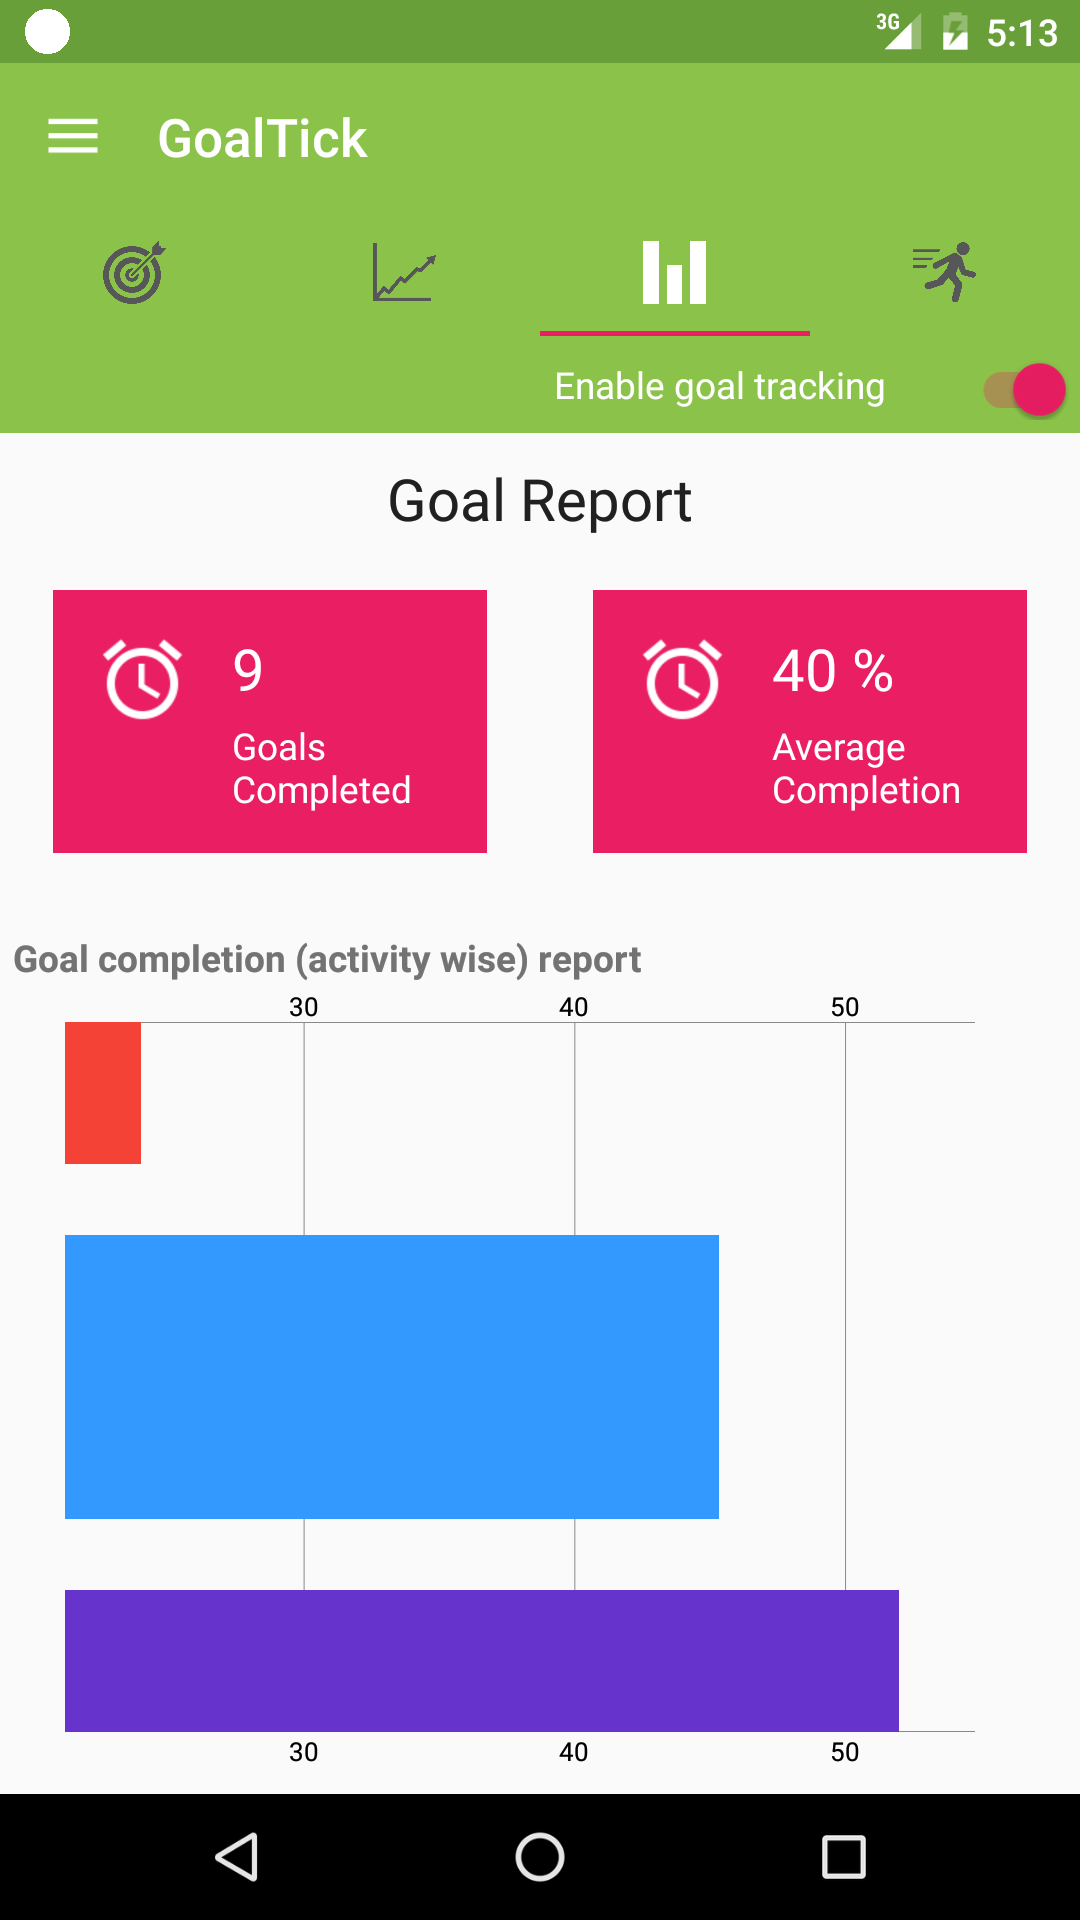 3G 5:13
GoalTick
Enable goal tracking
Goal Report
9
Goals
Completed
40 %
Average
Completion
Goal completion (activity wise) report
30 40 50
30 40 50